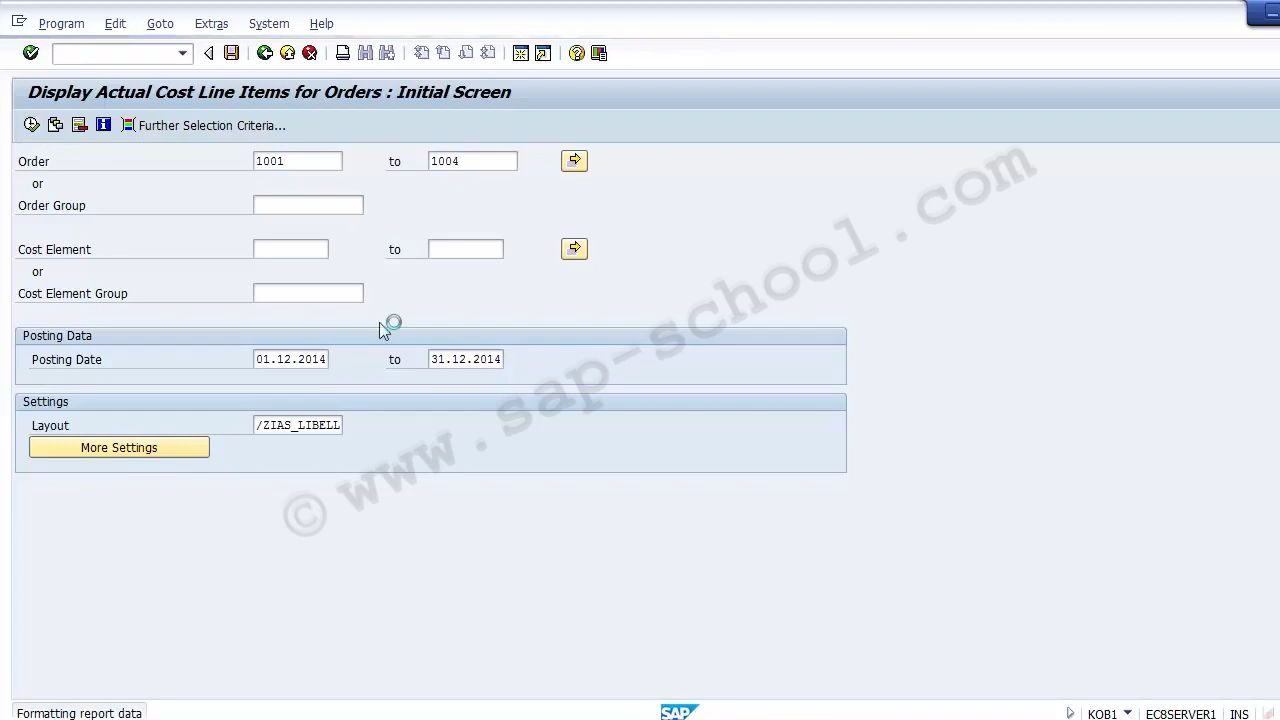 Program Edit Goto Extras System Help
Display Actual Cost Line Items for Orders : Initial Screen
Further Selection Criteria...
Order 1001 to 1004
or
Order Group
Cost Element to
or
Cost Element Group
Posting Data
Posting Date 01.12.2014 to 31.12.2014
Settings
Layout /ZIAS_LIBELL
More Settings
© www.sap-school.com
Formatting report data SAP KOB1 EC8SERVER1 INS